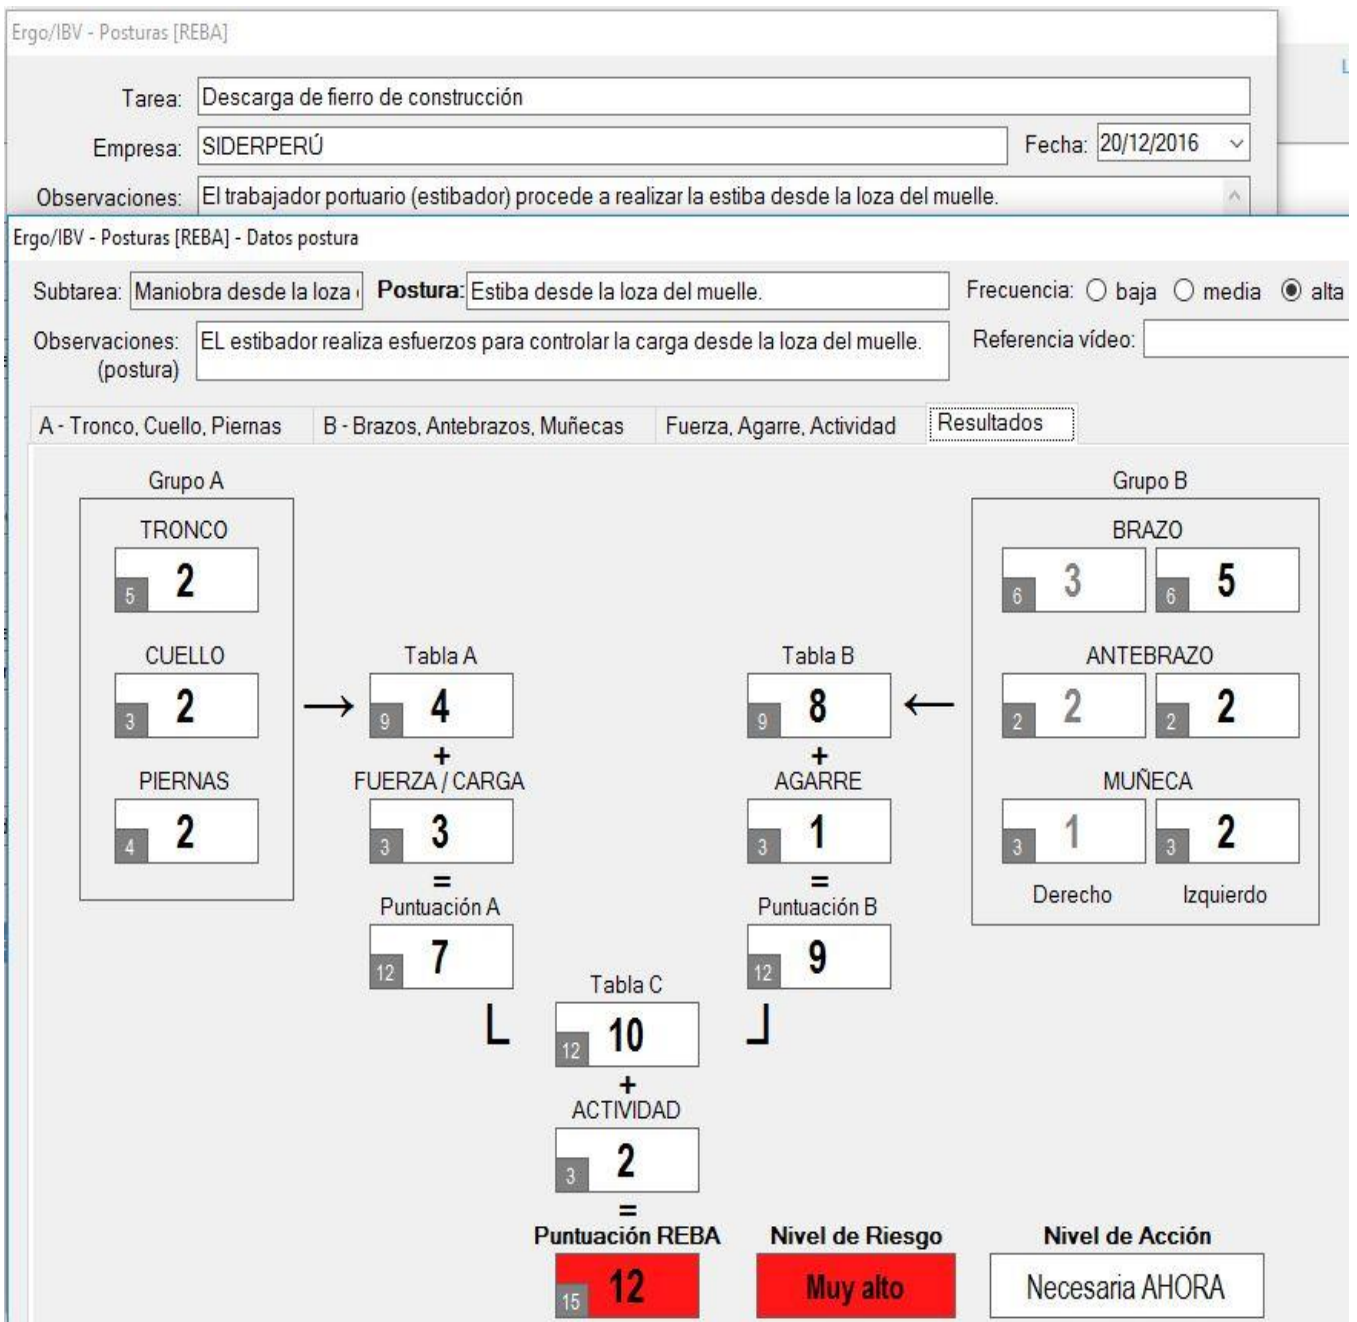 Ergo/IBV - Posturas [REBA]
L
Tarea: Descarga de fierro de construcción
Empresa: SIDERPERÚ Fecha: 20/12/2016
Observaciones: El trabajador portuario (estibador) procede a realizar la estiba desde la loza del muelle.
Ergo/IBV - Posturas [REBA] - Datos postura
Subtarea: Maniobra desde la loza Postura: Estiba desde la loza del muelle. Frecuencia: baja media alta
Observaciones: EL estibador realiza esfuerzos para controlar la carga desde la loza del muelle. Referencia vídeo:
(postura)
A - Tronco, Cuello, Piernas B - Brazos, Antebrazos, Muñecas Fuerza, Agarre, Actividad Resultados
Grupo A Grupo B
TRONCO BRAZO
5 2 6 3 6 5
CUELLO Tabla A Tabla B ANTEBRAZO
3 2 → 9 4 9 8 ← 2 2 2 2
+ +
PIERNAS FUERZA / CARGA AGARRE MUÑECA
4 2 3 3 3 1 3 1 3 2
= =
Derecho Izquierdo
Puntuación A Puntuación B
12 7 12 9
Tabla C
12 10
+
ACTIVIDAD
3 2
=
Puntuación REBA Nivel de Riesgo Nivel de Acción
15 12 Muy alto Necesaria AHORA